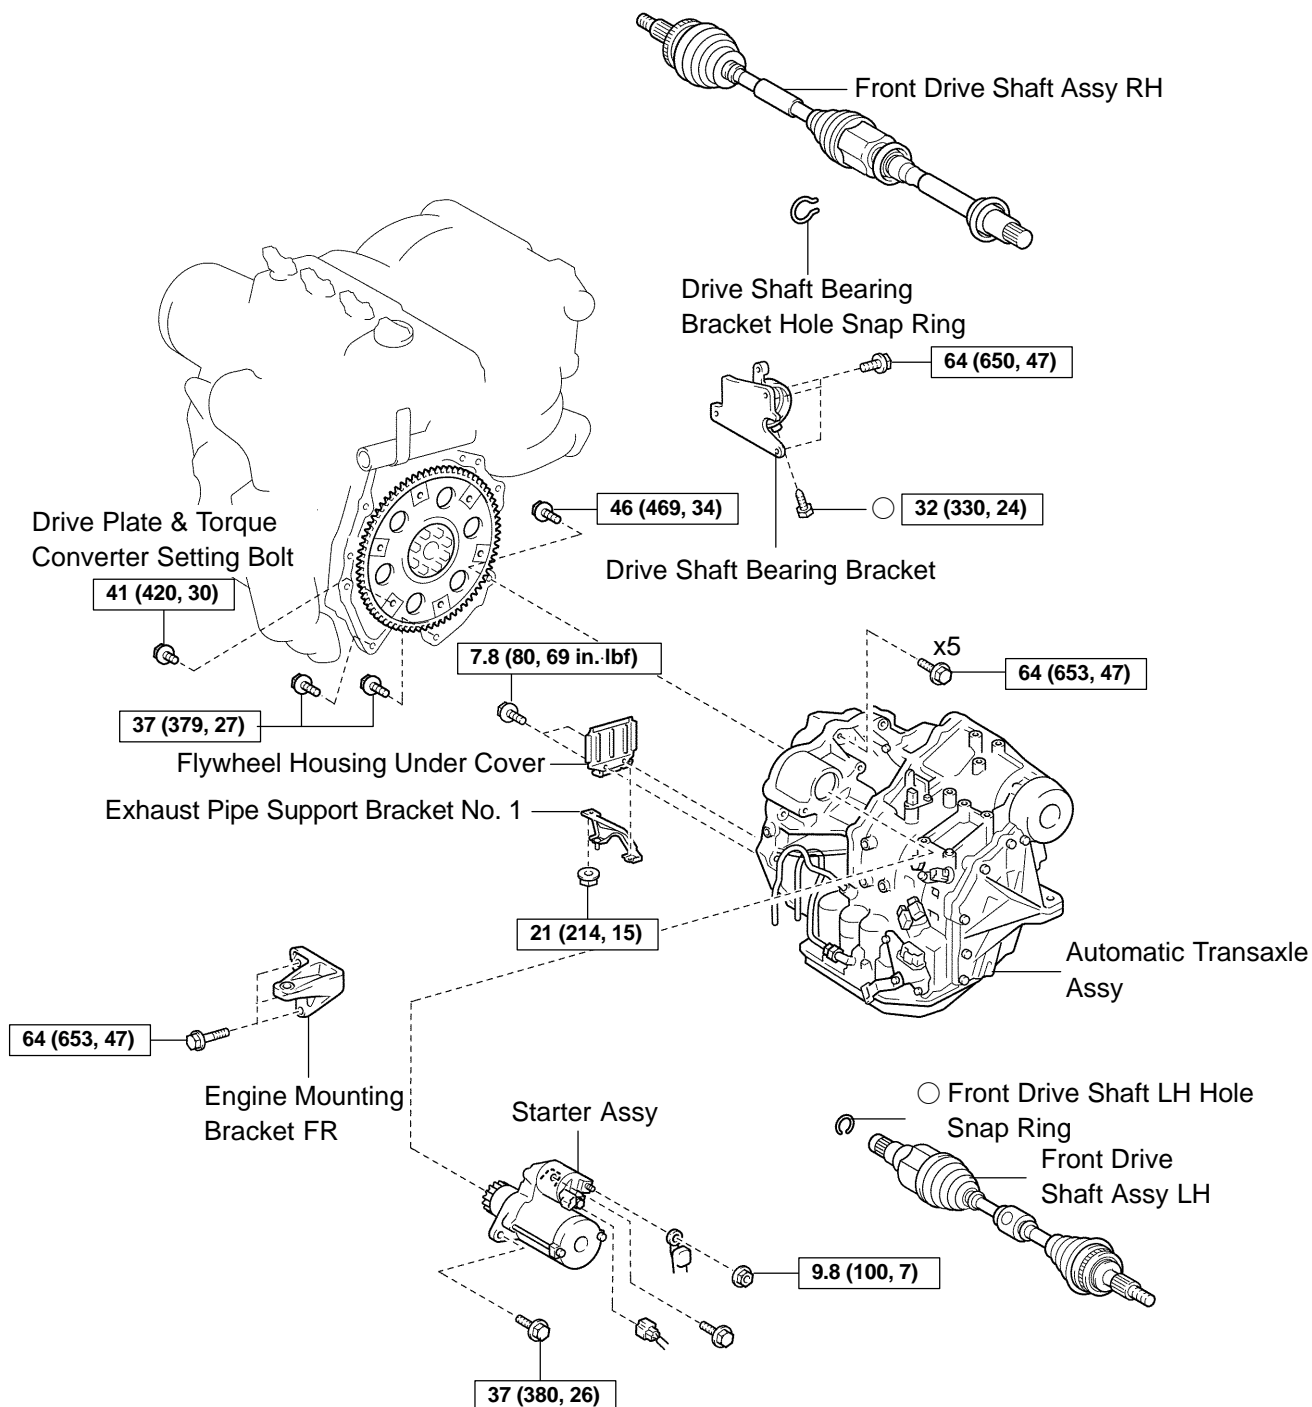 Front Drive Shaft Assy RH
Drive Shaft Bearing
Bracket Hole Snap Ring
64 (650, 47)
46 (469, 34)
32 (330, 24)
Drive Plate & Torque
Converter Setting Bolt
Drive Shaft Bearing Bracket
41 (420, 30)
7.8 (80, 69 in.·lbf)
x5
64 (653, 47)
37 (379, 27)
Flywheel Housing Under Cover
Exhaust Pipe Support Bracket No. 1
21 (214, 15)
Automatic Transaxle
Assy
64 (653, 47)
Engine Mounting
Bracket FR
Starter Assy
Front Drive Shaft LH Hole
Snap Ring
Front Drive
Shaft Assy LH
9.8 (100, 7)
37 (380, 26)